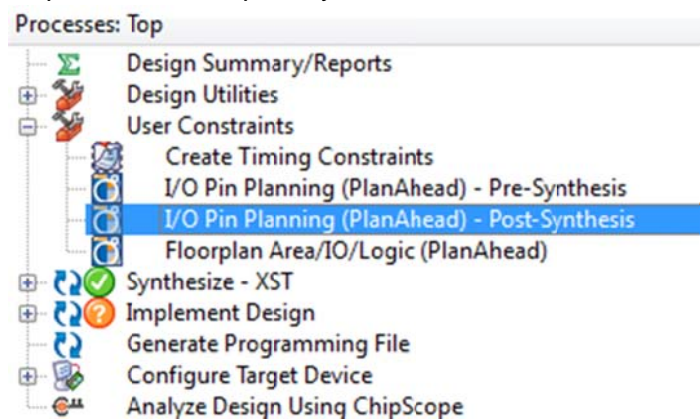 Processes: Top
Design Summary/Reports
Design Utilities
User Constraints
Create Timing Constraints
I/O Pin Planning (PlanAhead) - Pre-Synthesis
I/O Pin Planning (PlanAhead) - Post-Synthesis
Floorplan Area/IO/Logic (PlanAhead)
Synthesize - XST
Implement Design
Generate Programming File
Configure Target Device
Analyze Design Using ChipScope